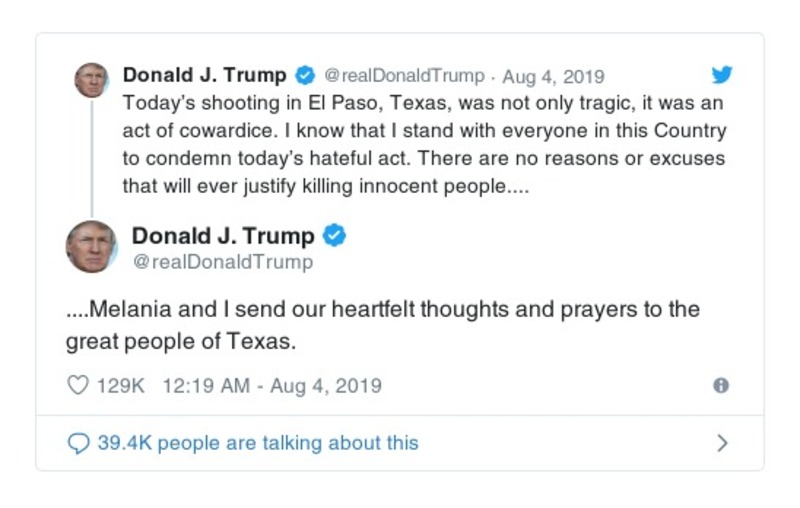 Donald J. Trump @realDonaldTrump · Aug 4, 2019
Today's shooting in El Paso, Texas, was not only tragic, it was an
act of cowardice. I know that I stand with everyone in this Country
to condemn today's hateful act. There are no reasons or excuses
that will ever justify killing innocent people....
Donald J. Trump
@realDonaldTrump
....Melania and I send our heartfelt thoughts and prayers to the
great people of Texas.
129K 12:19 AM - Aug 4, 2019
39.4K people are talking about this